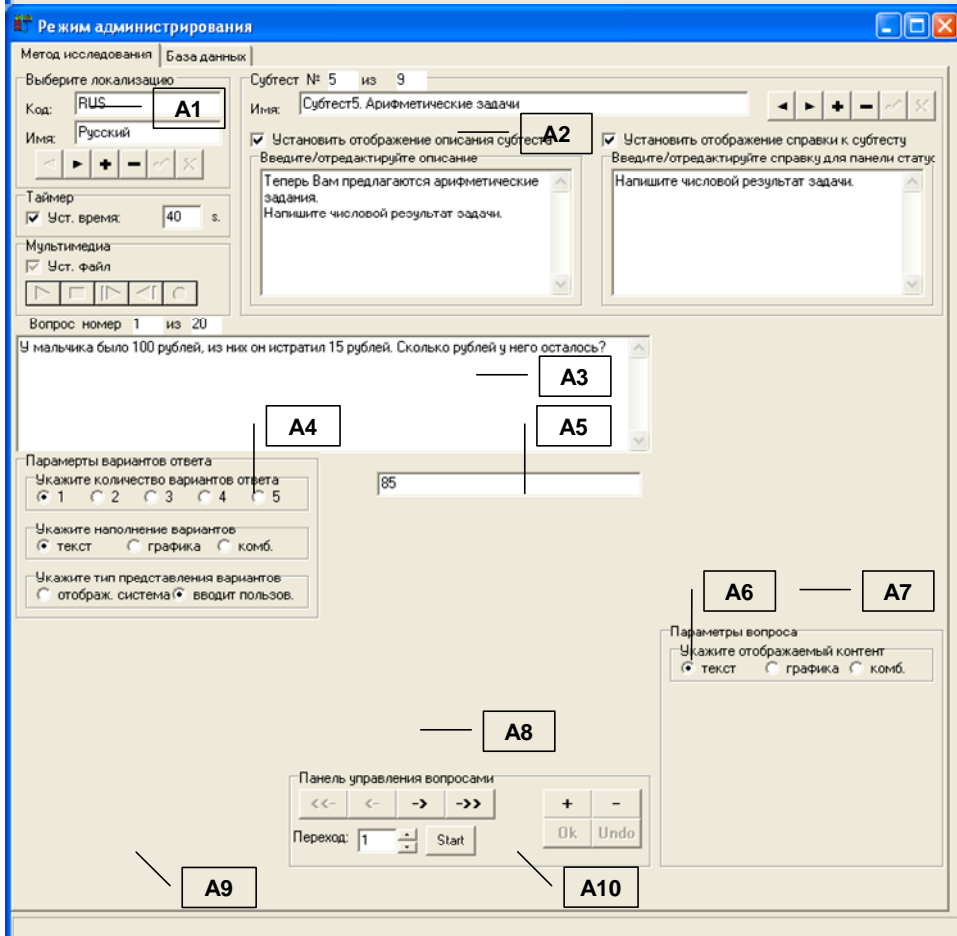 Режим администрирования
Метод исследования База данных
Выберите локализацию
Код: RUS
A1
Имя: Русский
< ► + −
Таймер
Уст. время: 40 s.
Мультимедиа
Уст. файл
Субтест № 5 из 9
Имя: Субтест5. Арифметические задачи
◄ ► + −
A2
Установить отображение описания субтеста
Введите/отредактируйте описание
Теперь Вам предлагаются арифметические
задания.
Напишите числовой результат задачи.
Установить отображение справки к субтесту
Введите/отредактируйте справку для панели статус
Напишите числовой результат задачи.
Вопрос номер 1 из 20
У мальчика было 100 рублей, из них он истратил 15 рублей. Сколько рублей у него осталось?
A3
A4
A5
Парамерты вариантов ответа
Укажите количество вариантов ответа
1 2 3 4 5
85
Укажите наполнение вариантов
текст графика комб.
Укажите тип представления вариантов
отображ. система вводит пользов.
A6
A7
Параметры вопроса
Укажите отображаемый контент
текст графика комб.
A8
Панель управления вопросами
<<- <- -> ->> + −
Переход: 1 Start Ok Undo
A9
A10